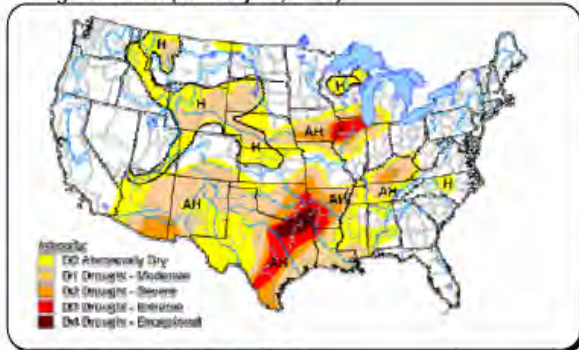 H
H
H
AH
H
AH
AH
AH
H
AH
Intensity:
D0 Abnormally Dry
D1 Drought - Moderate
D2 Drought - Severe
D3 Drought - Extreme
D4 Drought - Exceptional